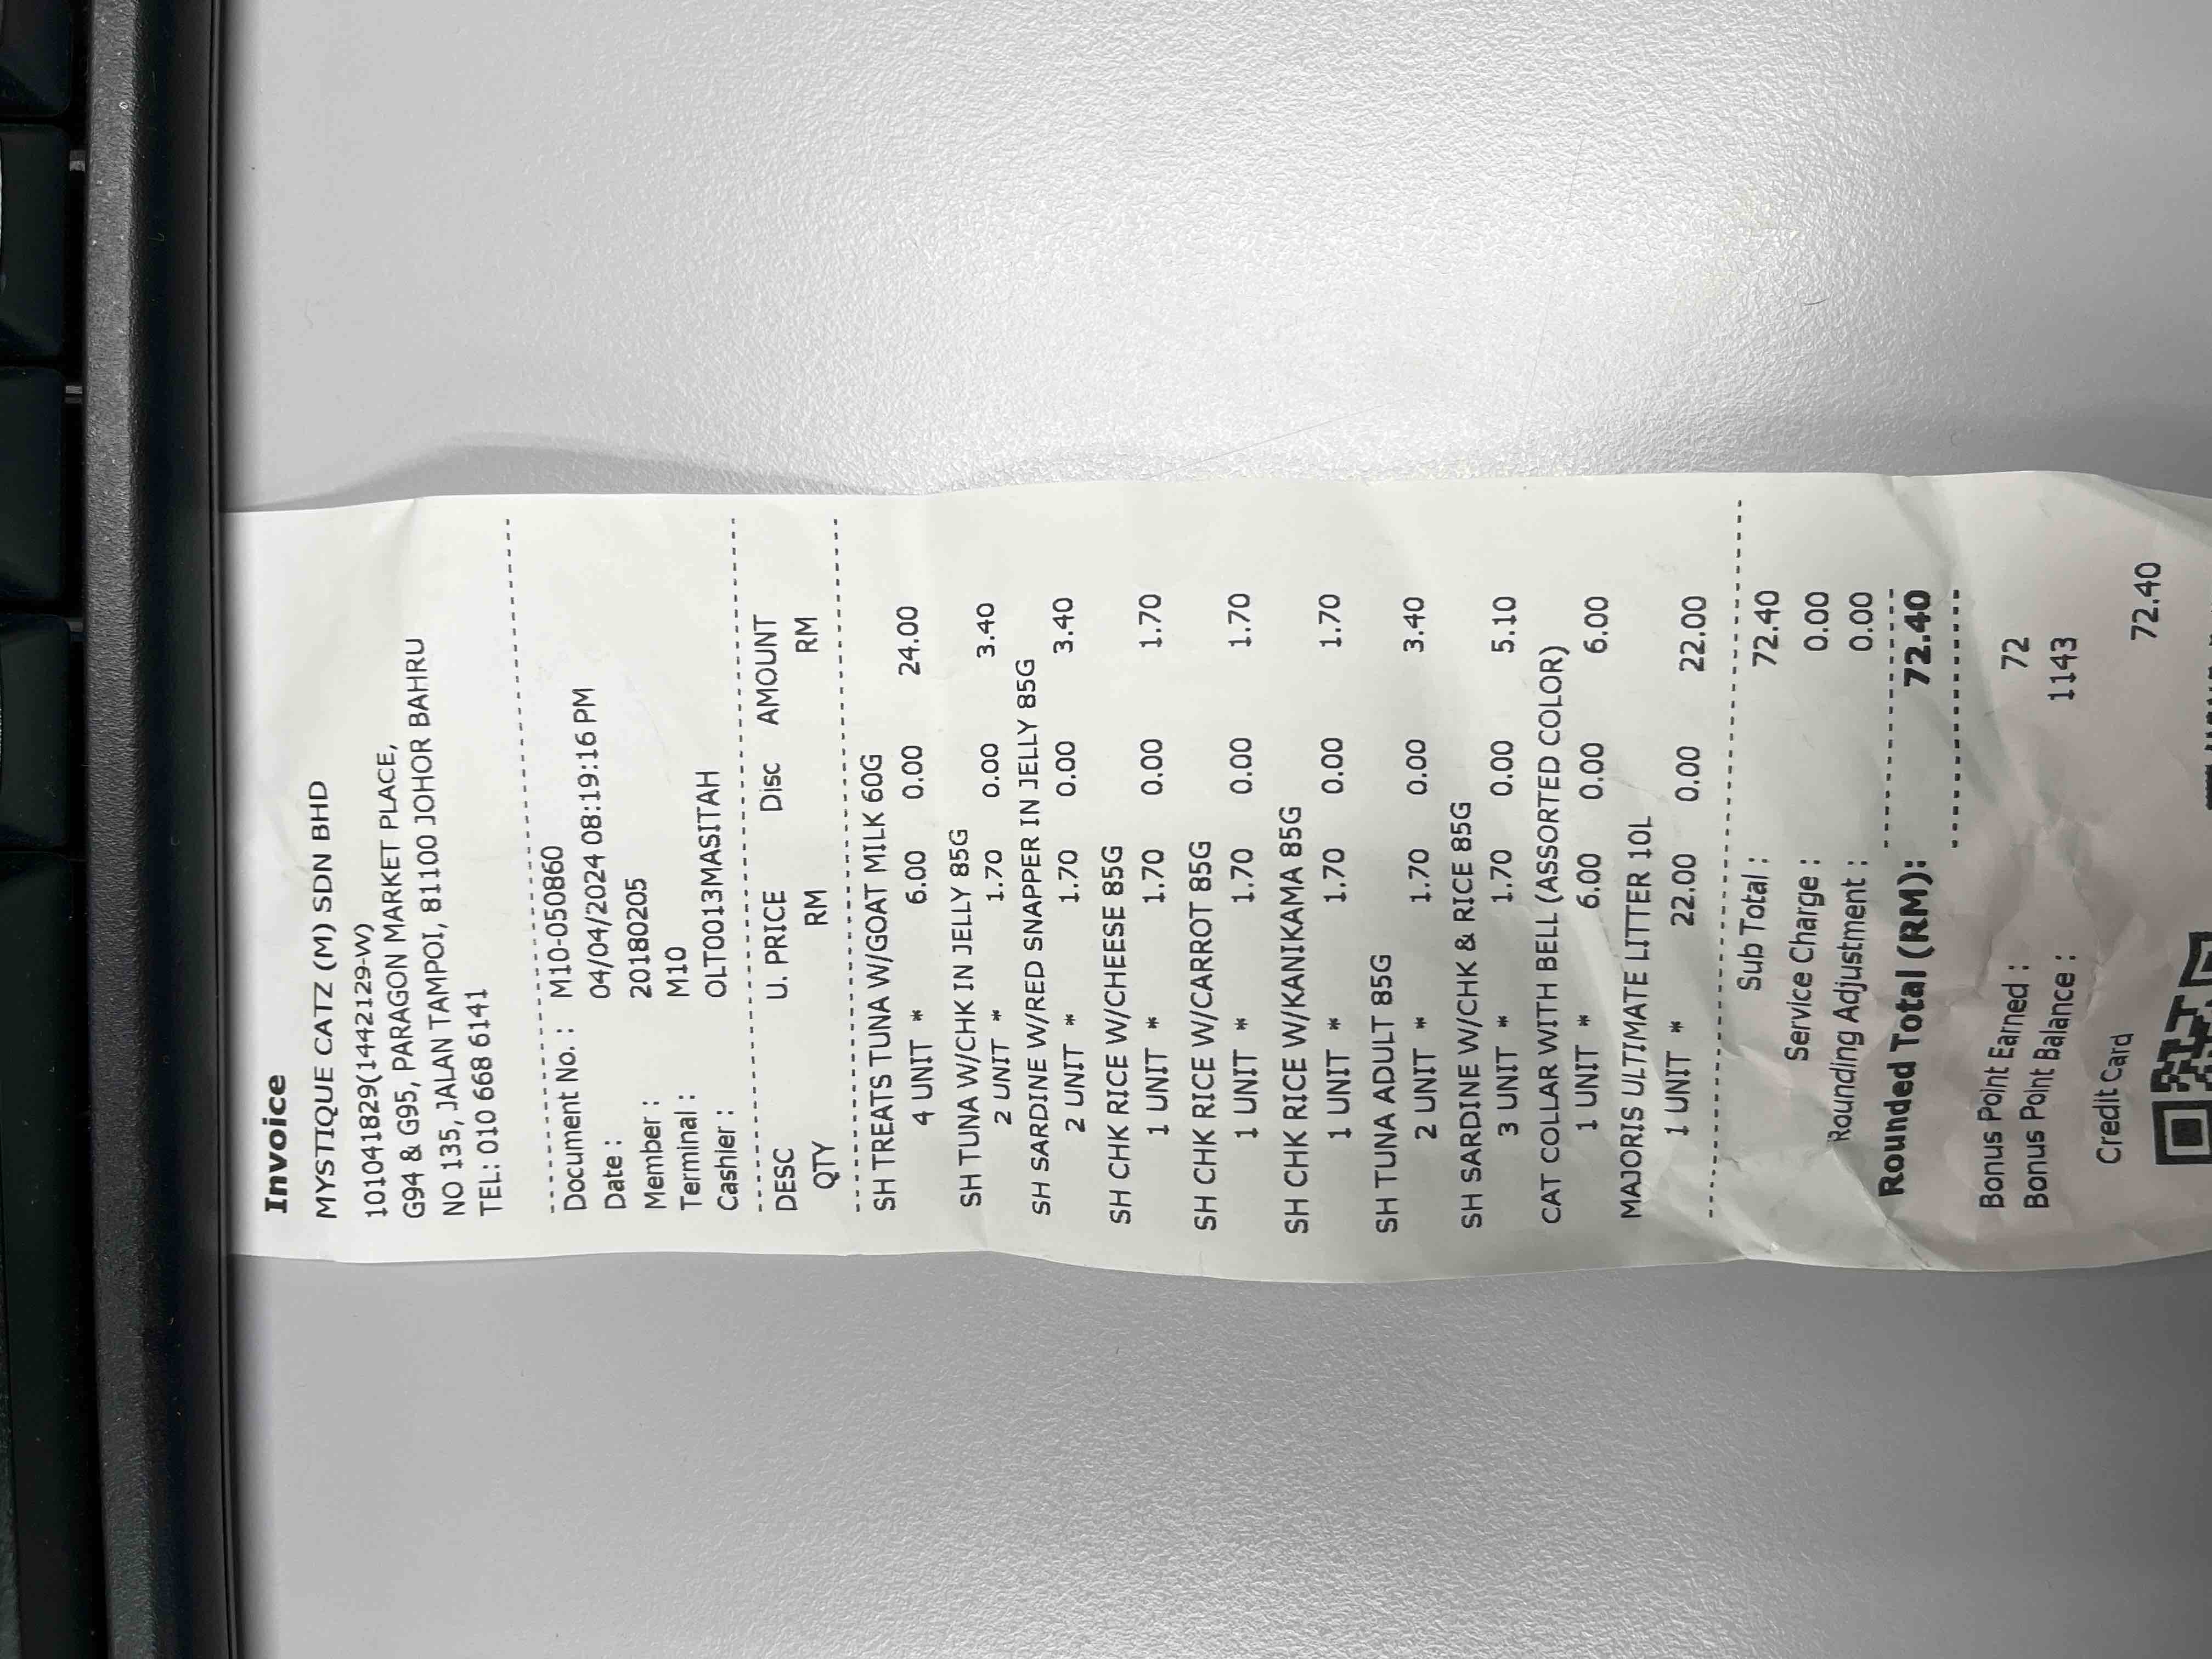 Invoice
MYSTIQUE CATZ (M) SDN BHD
101041829(1442129-W)
G94 & G95, PARAGON MARKET PLACE,
NO 135, JALAN TAMPOI, 81100 JOHOR BAHRU
TEL: 010 668 6141
Document No. : M10-050860
Date : 04/04/2024 08:19:16 PM
Member : 20180205
Terminal : M10
Cashier : OLT0013MASITAH
DESC U. PRICE Disc AMOUNT
QTY RM RM
SH TREATS TUNA W/GOAT MILK 60G
4 UNIT * 6.00 0.00 24.00
SH TUNA W/CHK IN JELLY 85G
2 UNIT * 1.70 0.00 3.40
SH SARDINE W/RED SNAPPER IN JELLY 85G
2 UNIT * 1.70 0.00 3.40
SH CHK RICE W/CHEESE 85G
1 UNIT * 1.70 0.00 1.70
SH CHK RICE W/CARROT 85G
1 UNIT * 1.70 0.00 1.70
SH CHK RICE W/KANIKAMA 85G
1 UNIT * 1.70 0.00 1.70
SH TUNA ADULT 85G
2 UNIT * 1.70 0.00 3.40
SH SARDINE W/CHK & RICE 85G
3 UNIT * 1.70 0.00 5.10
CAT COLLAR WITH BELL (ASSORTED COLOR)
1 UNIT * 6.00 0.00 6.00
MAJORIS ULTIMATE LITTER 10L
1 UNIT * 22.00 0.00 22.00
Sub Total : 72.40
Service Charge : 0.00
Rounding Adjustment : 0.00
Rounded Total (RM): 72.40
Bonus Point Earned : 72
Bonus Point Balance : 1143
Credit Card 72.40